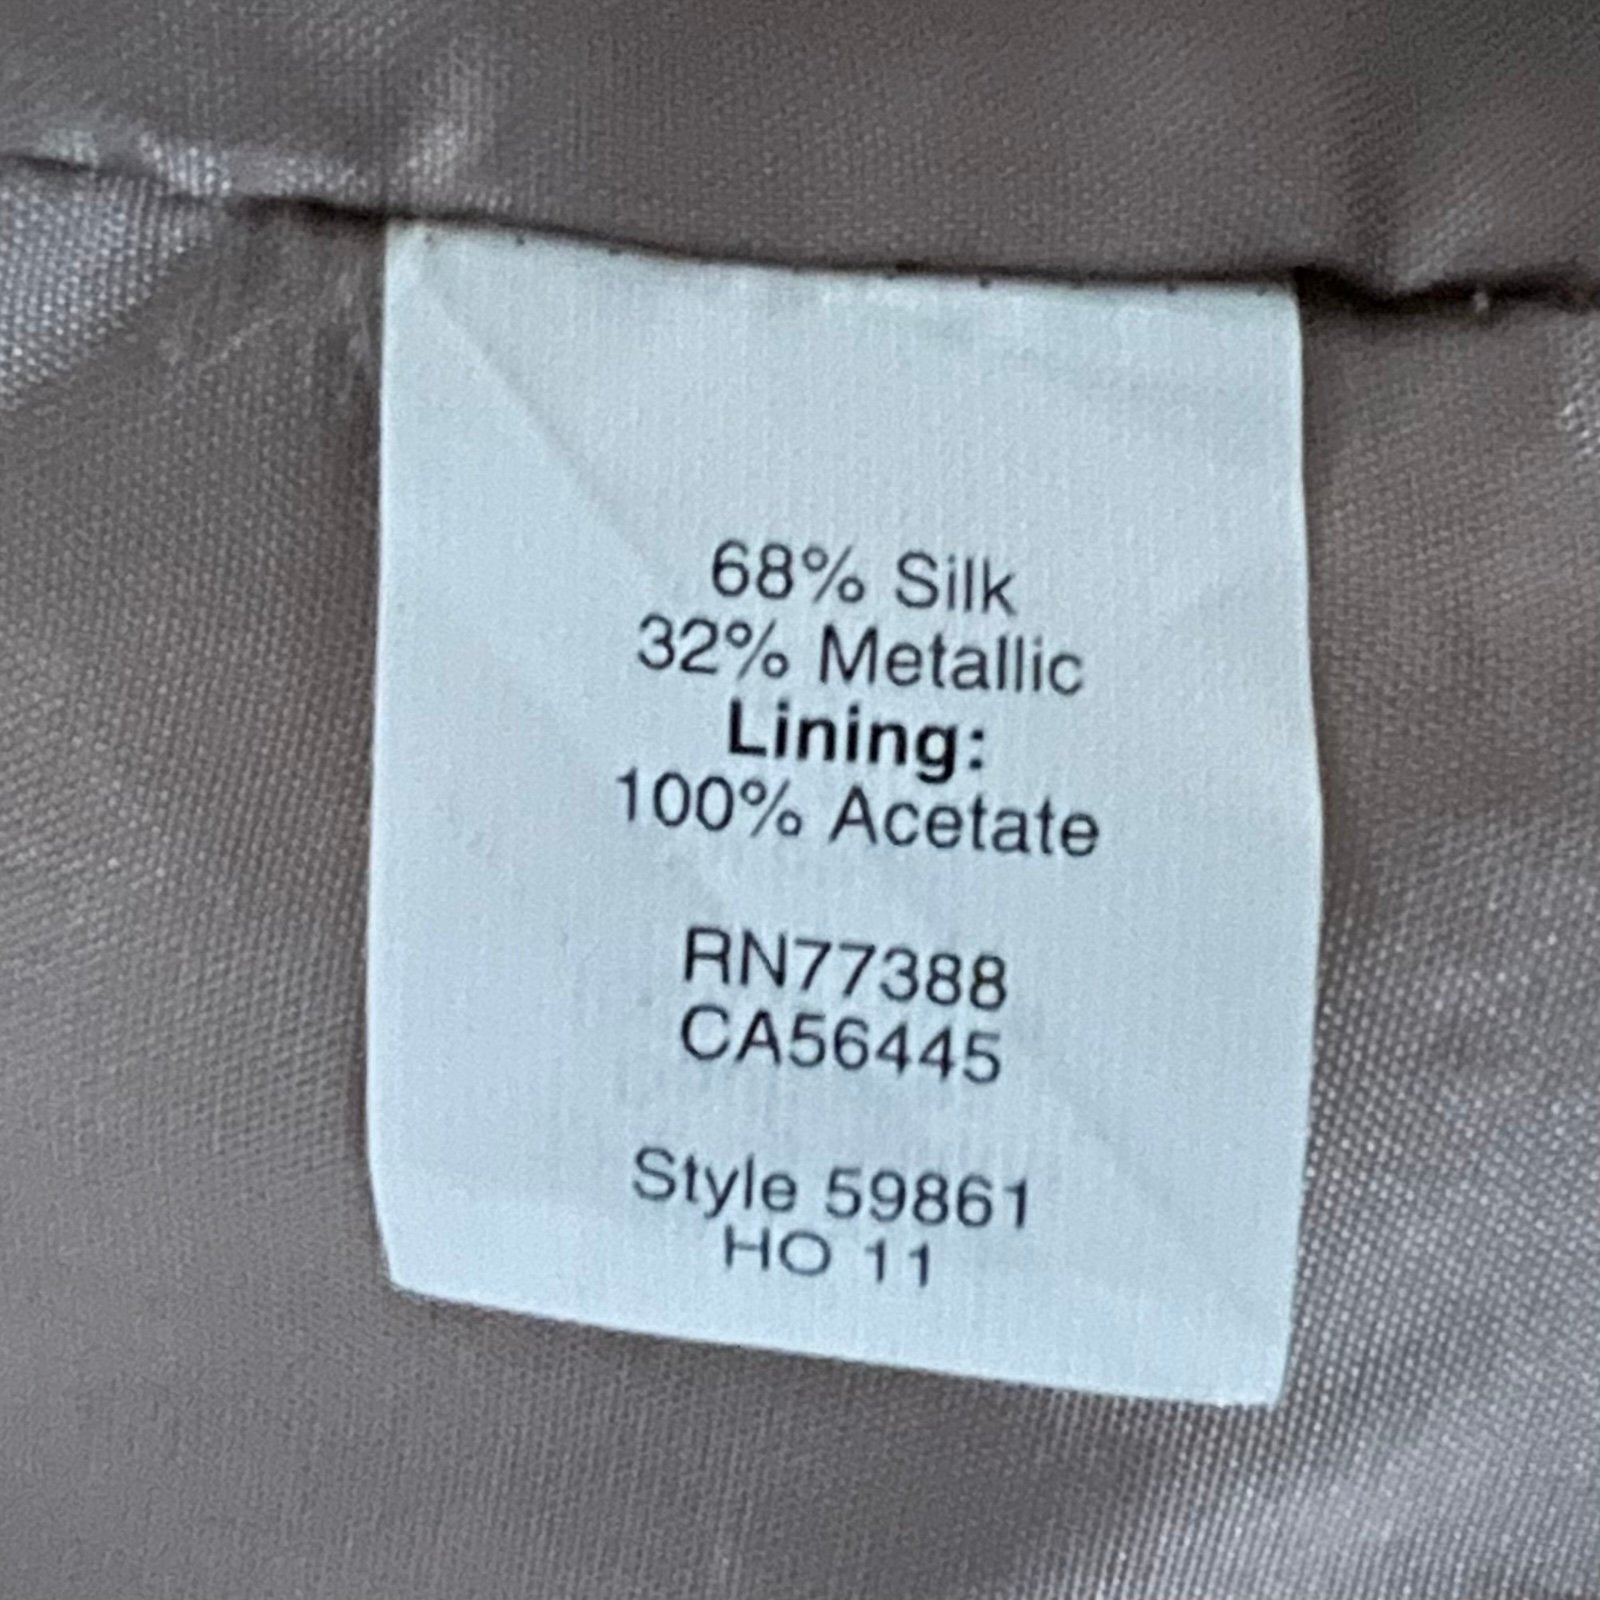 68% Silk
32% Metallic
Lining:
100% Acetate
RN77388
CA56445
Style 59861
HO 11